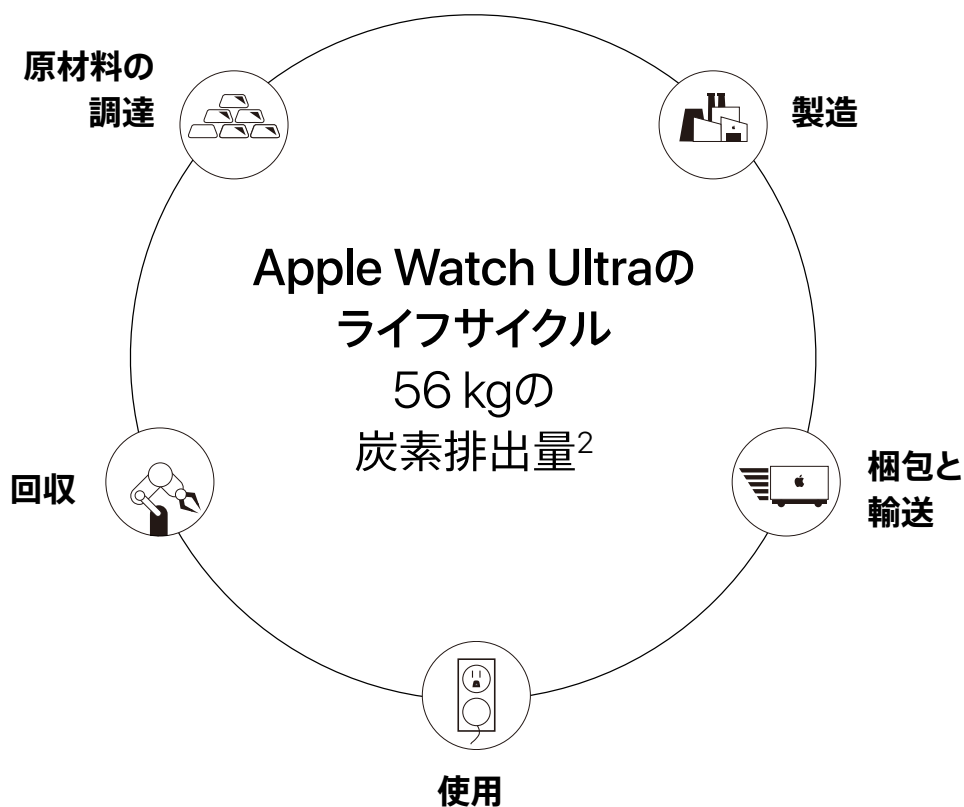 原材料の
調達
製造
Apple Watch Ultraの
ライフサイクル
56 kgの
炭素排出量²
回収
梱包と
輸送
使用